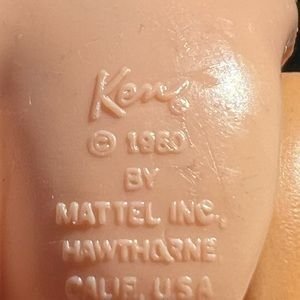 Ken®
© 1960
BY
MATTEL INC,
HAWTHORNE
CALIF. USA